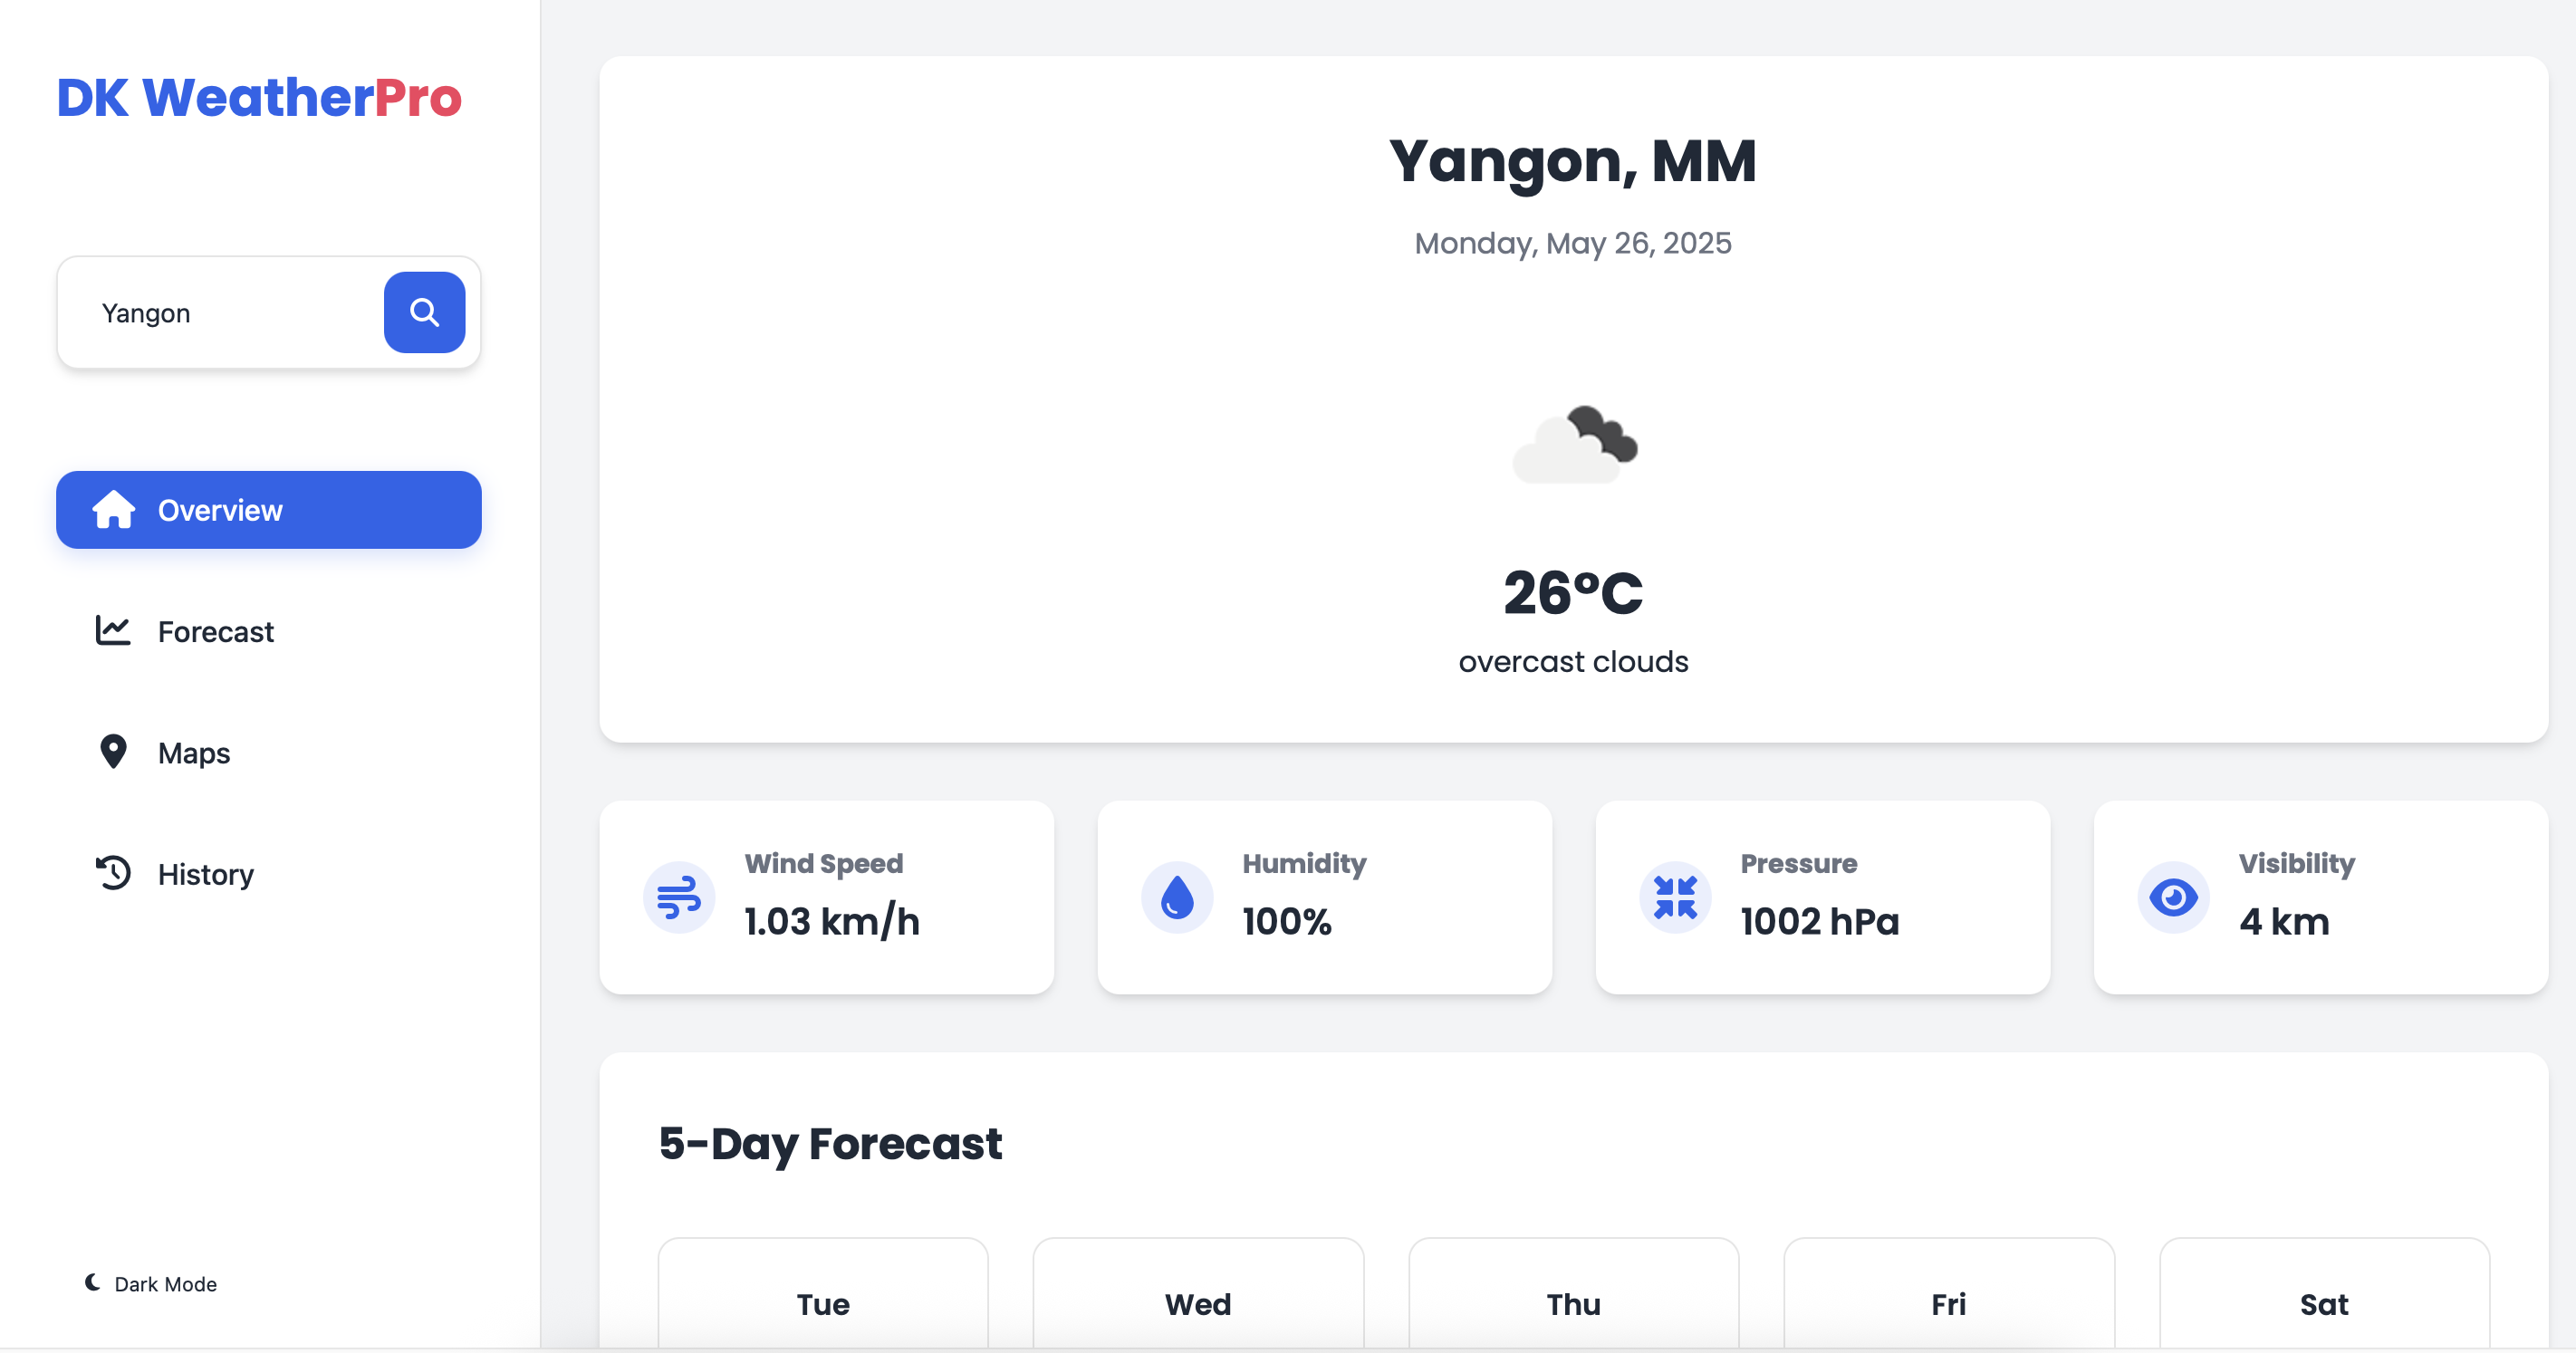 DK WeatherPro
Yangon
Overview
Forecast
Maps
History
Dark Mode
Yangon, MM
Monday, May 26, 2025
26°C
overcast clouds
Wind Speed
1.03 km/h
Humidity
100%
Pressure
1002 hPa
Visibility
4 km
5-Day Forecast
Tue
Wed
Thu
Fri
Sat